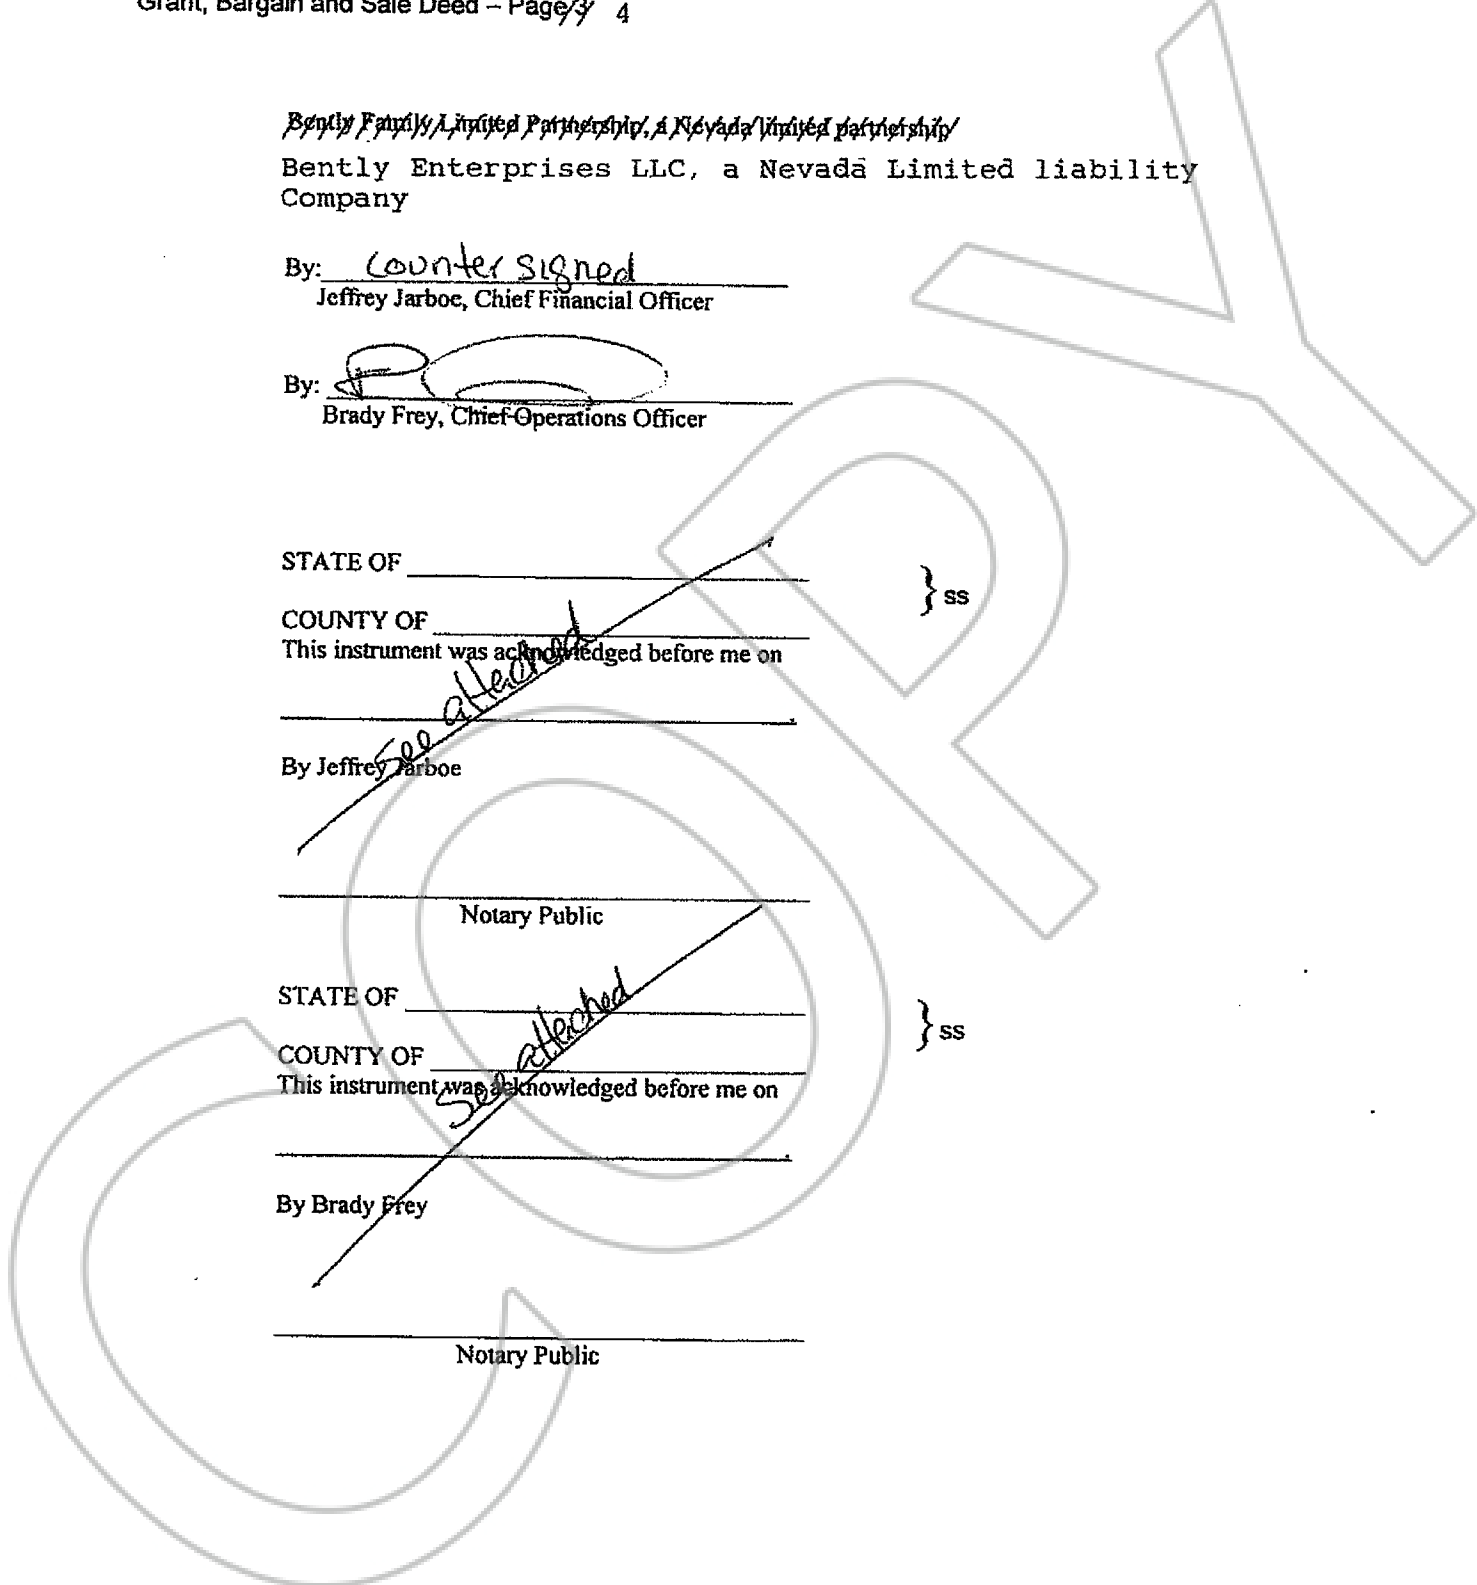 Grant, Bargain and Sale Deed – Page 3 4
Bently Family Limited Partnership, a Nevada limited partnership
Bently Enterprises LLC, a Nevada Limited liability
Company
By: Counter signed
Jeffrey Jarboe, Chief Financial Officer
By:
Brady Frey, Chief Operations Officer
STATE OF
} ss
COUNTY OF
This instrument was acknowledged before me on
See attached
By Jeffrey Jarboe
Notary Public
STATE OF
} ss
COUNTY OF
This instrument was acknowledged before me on
See attached
By Brady Frey
Notary Public
COPY